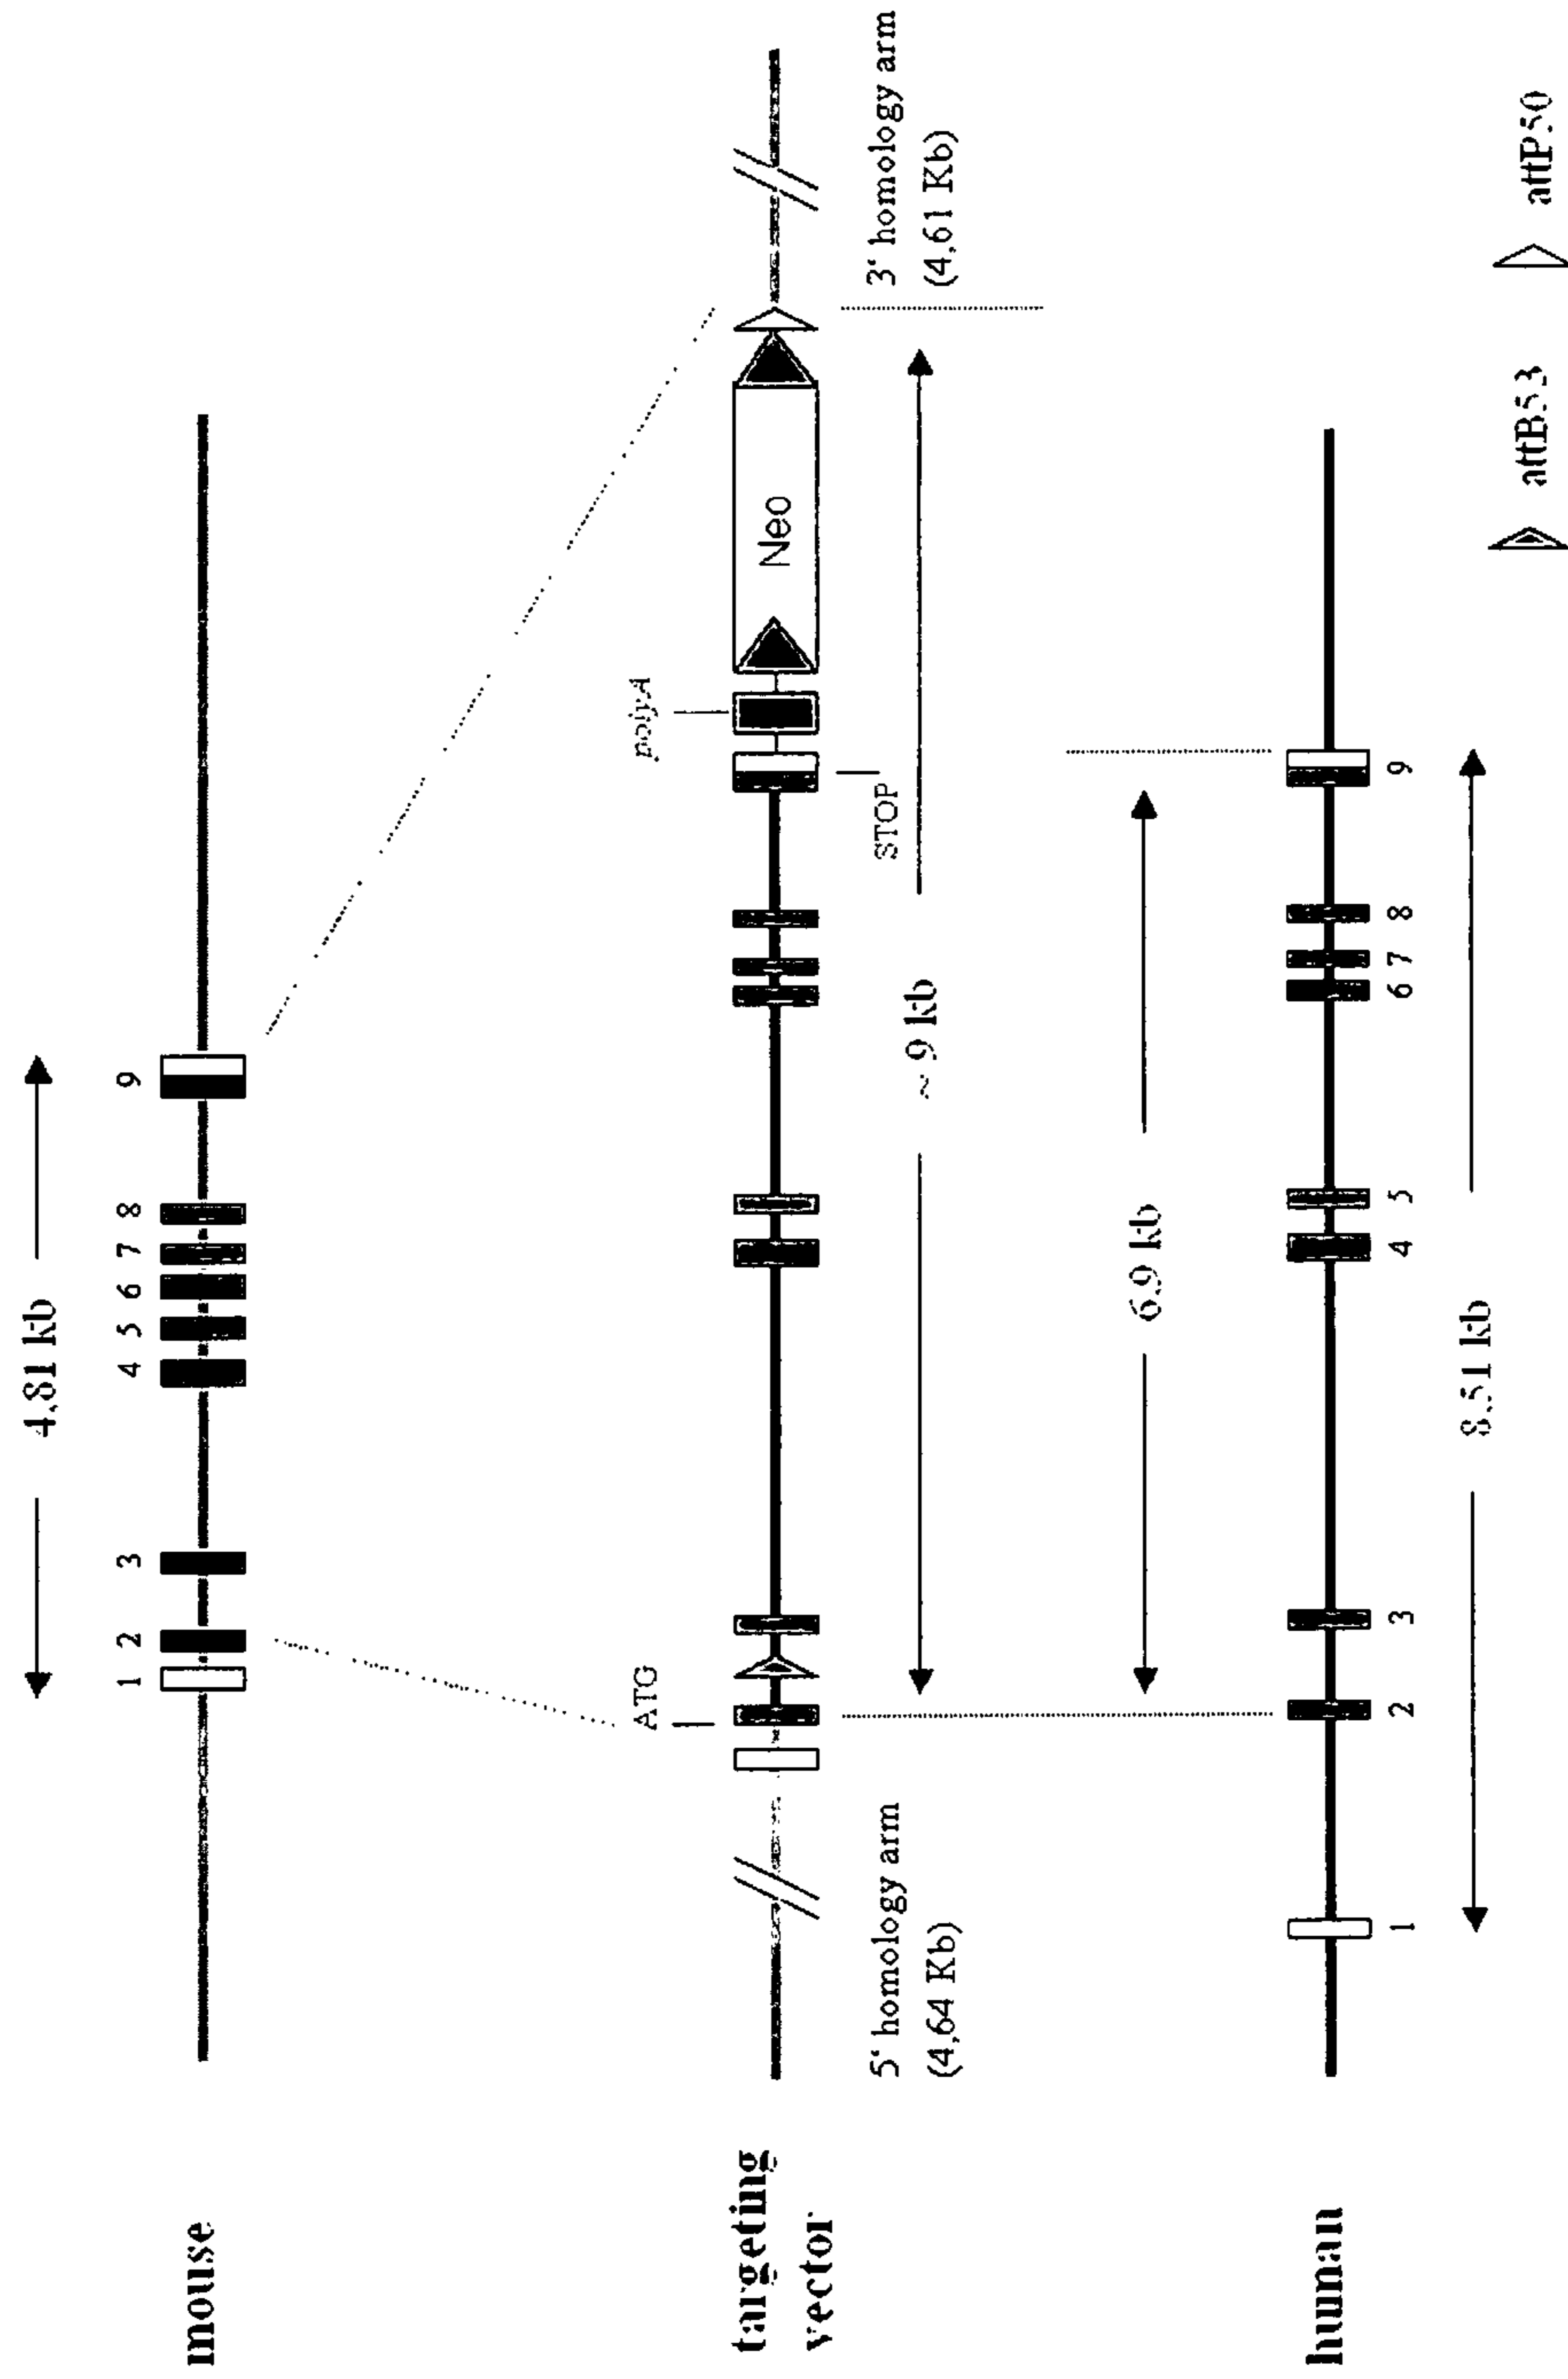 mouse
4,81 kb
1 2 3 4 5 6 7 8 9
targeting
vector
ATG
polyA
Neo
STOP
5' homology arm
(4,64 Kb)
3' homology arm
(4,61 Kb)
~ 9 kb
6.9 kb
human
1 2 3 4 5 6 7 8 9
8.51 kb
attB53
attP50